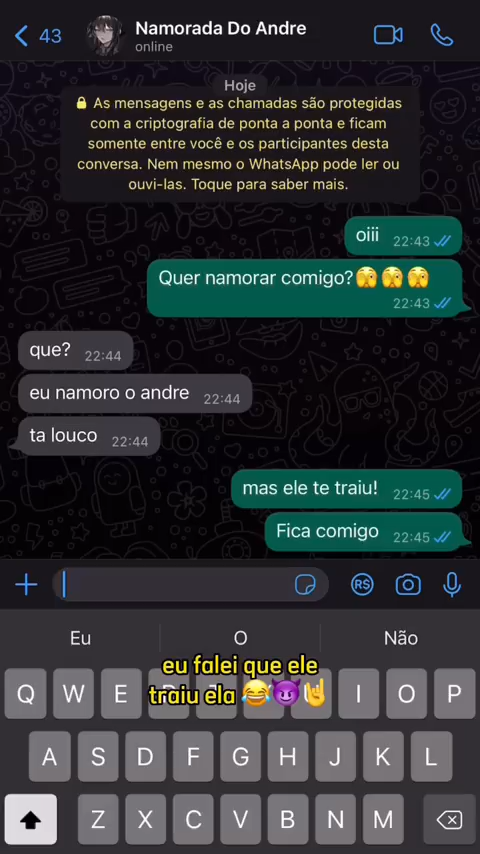 43
Namorada Do Andre
online
Hoje
🔒 As mensagens e as chamadas são protegidas
com a criptografia de ponta a ponta e ficam
somente entre você e os participantes desta
conversa. Nem mesmo o WhatsApp pode ler ou
ouvi-las. Toque para saber mais.
oiii 22:43
Quer namorar comigo?🫣🫣🫣
22:43
que? 22:44
eu namoro o andre 22:44
ta louco 22:44
mas ele te traiu! 22:45
Fica comigo 22:45
R$
Eu O Não
eu falei que ele
traiu ela 😂😈🤘
Q W E I O P
A S D F G H J K L
Z X C V B N M